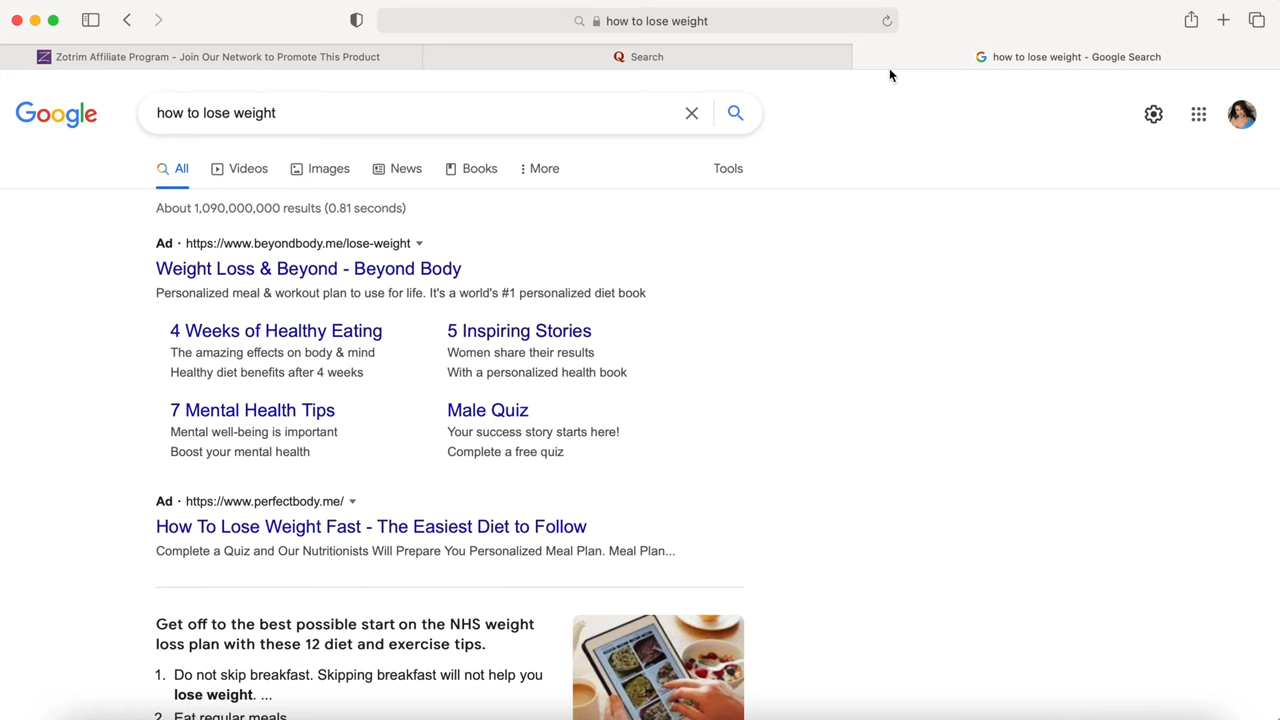 how to lose weight
Zotrim Affiliate Program - Join Our Network to Promote This Product
Search
how to lose weight - Google Search
Google
how to lose weight
All
Videos
Images
News
Books
More
Tools
About 1,090,000,000 results (0.81 seconds)
Ad · https://www.beyondbody.me/lose-weight
Weight Loss & Beyond - Beyond Body
Personalized meal & workout plan to use for life. It's a world's #1 personalized diet book
4 Weeks of Healthy Eating
The amazing effects on body & mind
Healthy diet benefits after 4 weeks
5 Inspiring Stories
Women share their results
With a personalized health book
7 Mental Health Tips
Mental well-being is important
Boost your mental health
Male Quiz
Your success story starts here!
Complete a free quiz
Ad · https://www.perfectbody.me/
How To Lose Weight Fast - The Easiest Diet to Follow
Complete a Quiz and Our Nutritionists Will Prepare You Personalized Meal Plan. Meal Plan...
Get off to the best possible start on the NHS weight
loss plan with these 12 diet and exercise tips.
1. Do not skip breakfast. Skipping breakfast will not help you
lose weight. ...
2. Eat regular meals.